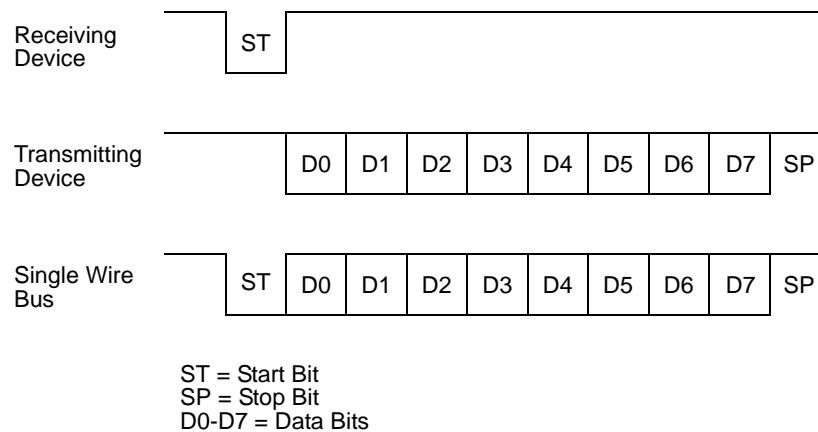 Receiving
Device
ST
Transmitting
Device
D0 D1 D2 D3 D4 D5 D6 D7 SP
Single Wire
Bus
ST D0 D1 D2 D3 D4 D5 D6 D7 SP
ST = Start Bit
SP = Stop Bit
D0-D7 = Data Bits